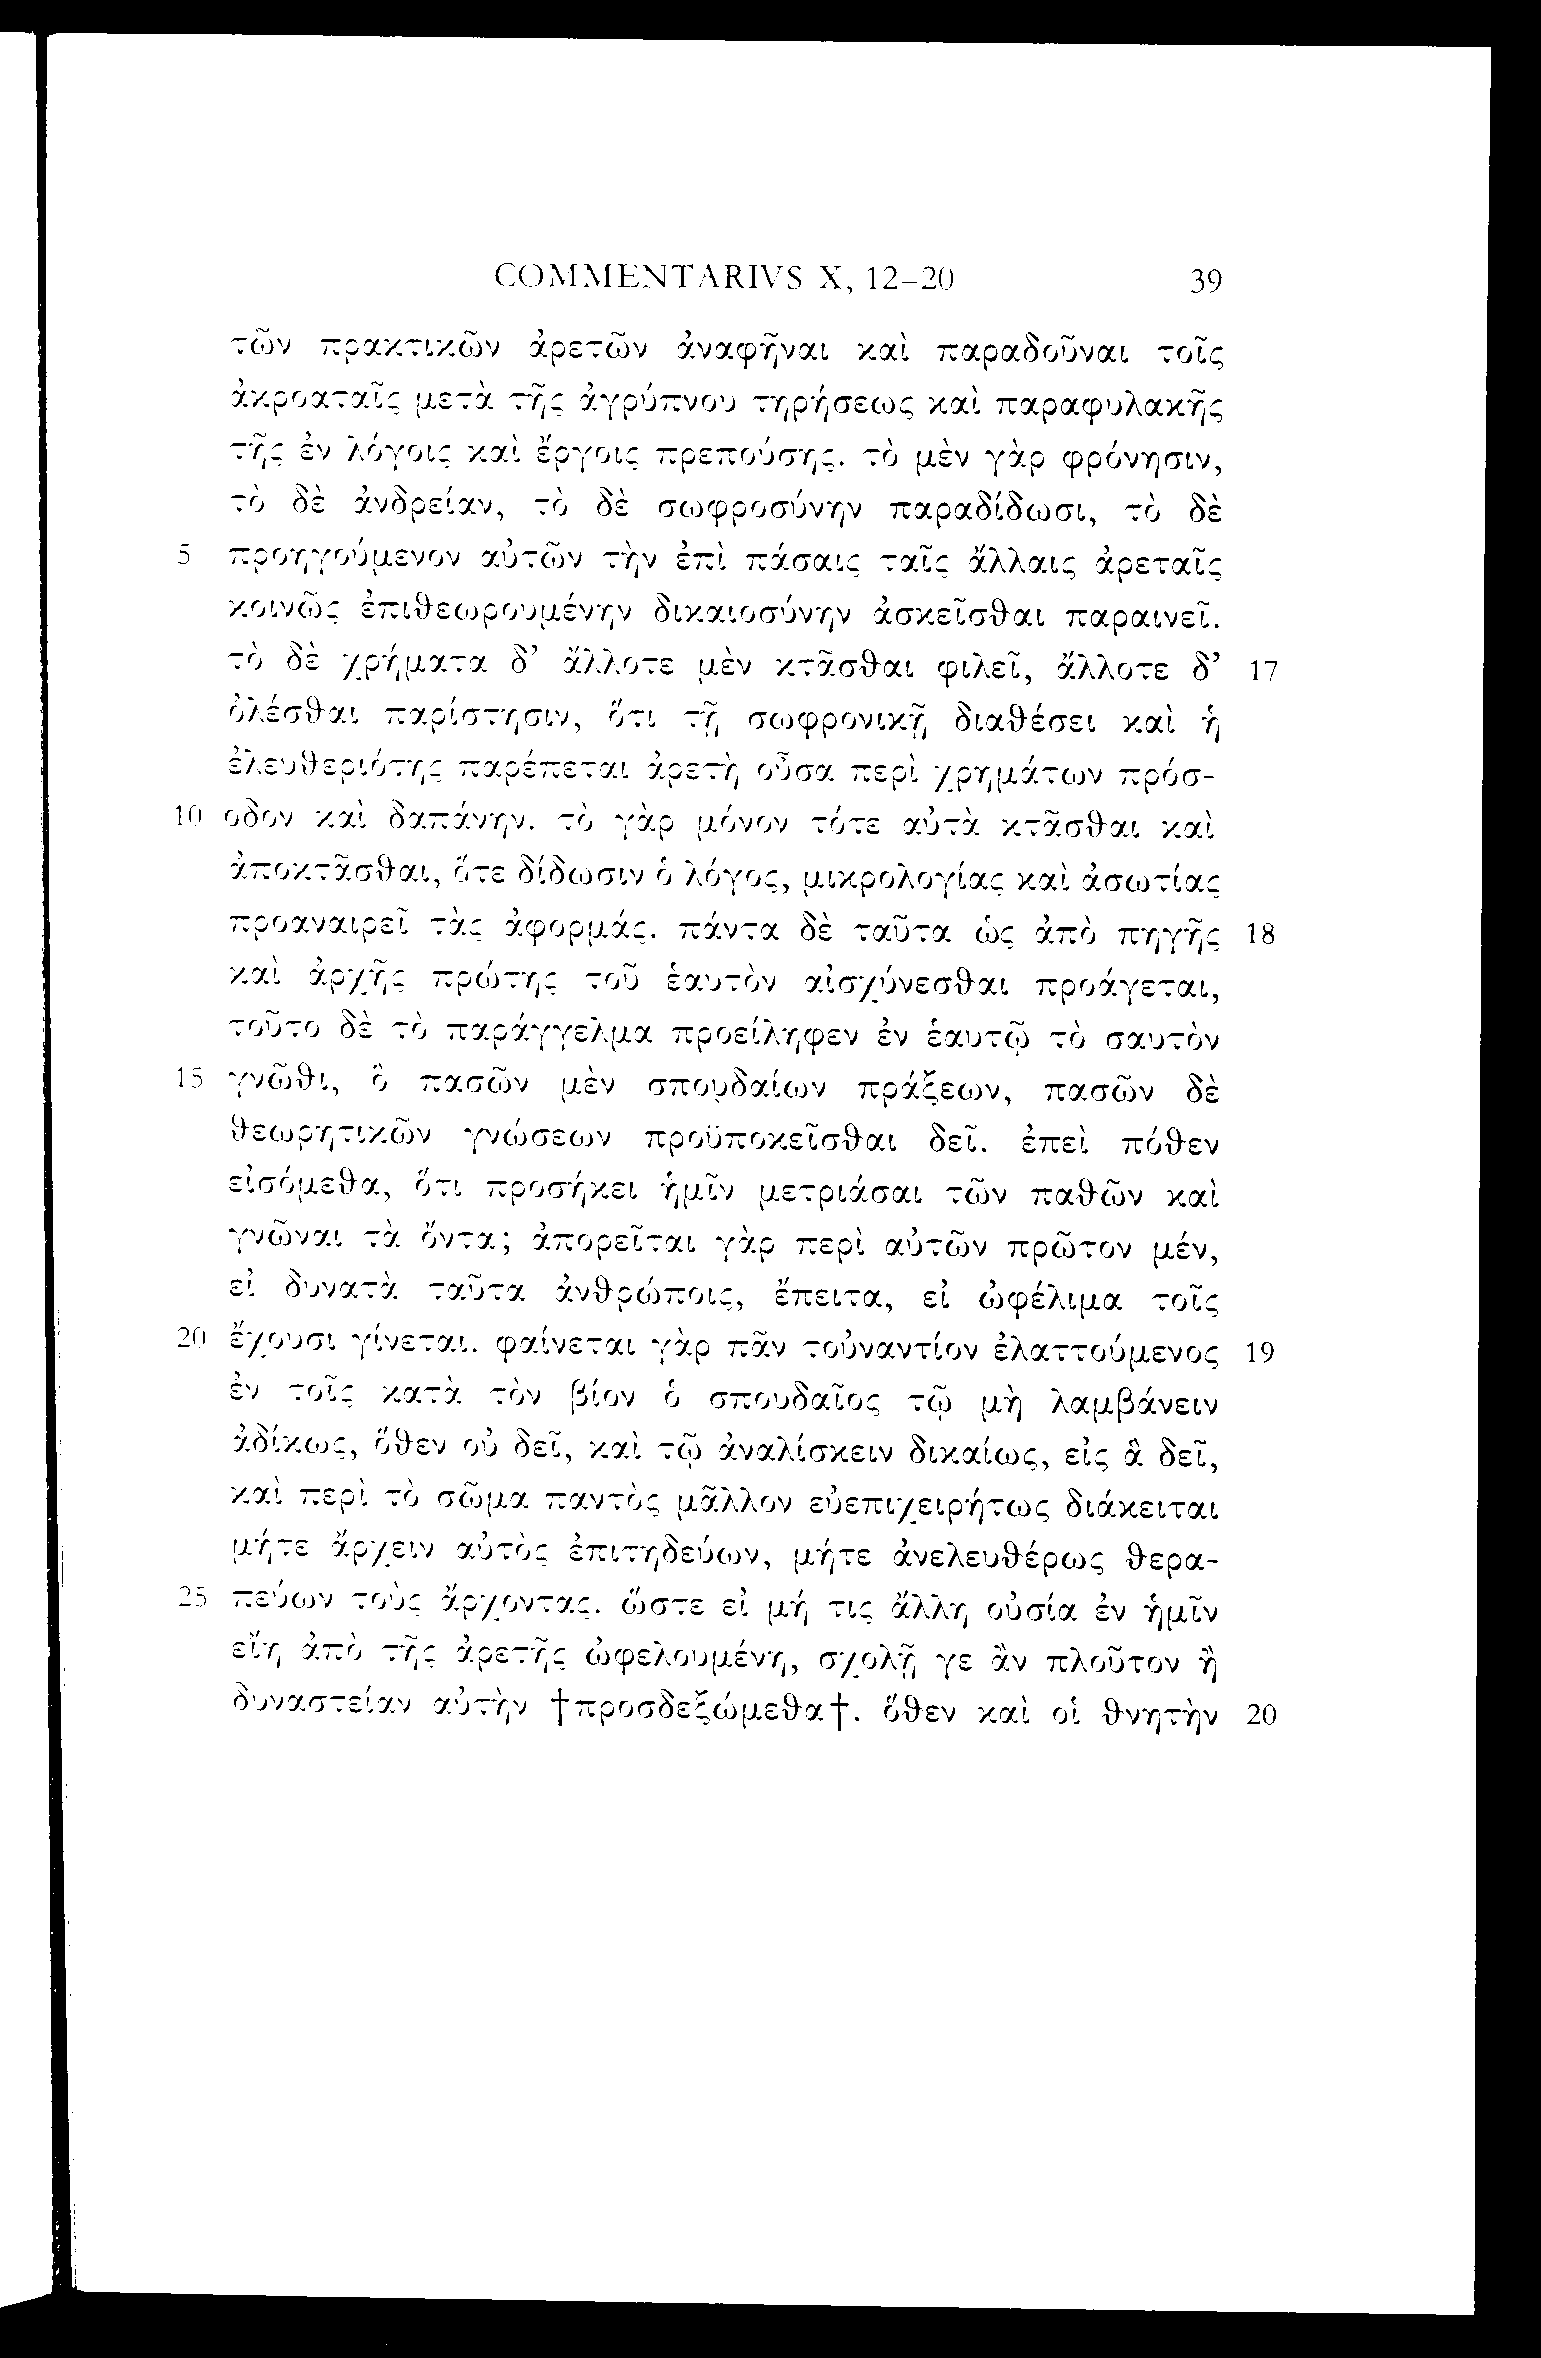 COMMENTARIVS X, 12–20 39
τῶν πρακτικῶν ἀρετῶν ἀναφῆναι καὶ παραδοῦναι τοῖς
ἀκροαταῖς μετὰ τῆς ἀγρύπνου τηρήσεως καὶ παραφυλακῆς
τῆς ἐν λόγοις καὶ ἔργοις πρεπούσης. τὸ μὲν γὰρ φρόνησιν,
τὸ δὲ ἀνδρείαν, τὸ δὲ σωφροσύνην παραδίδωσι, τὸ δὲ
5 προηγούμενον αὐτῶν τὴν ἐπὶ πάσαις ταῖς ἄλλαις ἀρεταῖς
κοινῶς ἐπιθεωρουμένην δικαιοσύνην ἀσκεῖσθαι παραινεῖ.
τὸ δὲ χρήματα δ’ ἄλλοτε μὲν κτᾶσθαι φιλεῖ, ἄλλοτε δ’ 17
ὀλέσθαι παρίστησιν, ὅτι τῇ σωφρονικῇ διαθέσει καὶ ἡ
ἐλευθεριότης παρέπεται ἀρετὴ οὖσα περὶ χρημάτων πρόσ-
10 οδον καὶ δαπάνην. τὸ γὰρ μόνον τότε αὐτὰ κτᾶσθαι καὶ
ἀποκτᾶσθαι, ὅτε δίδωσιν ὁ λόγος, μικρολογίας καὶ ἀσωτίας
προαναιρεῖ τὰς ἀφορμάς. πάντα δὲ ταῦτα ὡς ἀπὸ πηγῆς 18
καὶ ἀρχῆς πρώτης τοῦ ἑαυτὸν αἰσχύνεσθαι προάγεται,
τοῦτο δὲ τὸ παράγγελμα προείληφεν ἐν ἑαυτῷ τὸ σαυτὸν
15 γνῶθι, ὃ πασῶν μὲν σπουδαίων πράξεων, πασῶν δὲ
θεωρητικῶν γνώσεων προϋποκεῖσθαι δεῖ. ἐπεὶ πόθεν
εἰσόμεθα, ὅτι προσήκει ἡμῖν μετριάσαι τῶν παθῶν καὶ
γνῶναι τὰ ὄντα; ἀπορεῖται γὰρ περὶ αὐτῶν πρῶτον μέν,
εἰ δυνατὰ ταῦτα ἀνθρώποις, ἔπειτα, εἰ ὠφέλιμα τοῖς
20 ἔχουσι γίνεται. φαίνεται γὰρ πᾶν τοὐναντίον ἐλαττούμενος 19
ἐν τοῖς κατὰ τὸν βίον ὁ σπουδαῖος τῷ μὴ λαμβάνειν
ἀδίκως, ὅθεν οὐ δεῖ, καὶ τῷ ἀναλίσκειν δικαίως, εἰς ἃ δεῖ,
καὶ περὶ τὸ σῶμα παντὸς μᾶλλον εὐεπιχειρήτως διάκειται
μήτε ἄρχειν αὐτὸς ἐπιτηδεύων, μήτε ἀνελευθέρως θερα-
25 πεύων τοὺς ἄρχοντας. ὥστε εἰ μή τις ἄλλη οὐσία ἐν ἡμῖν
εἴη ἀπὸ τῆς ἀρετῆς ὠφελουμένη, σχολῇ γε ἂν πλοῦτον ἢ
δυναστείαν αὐτὴν †προσδεξώμεθα†. ὅθεν καὶ οἱ θνητὴν 20